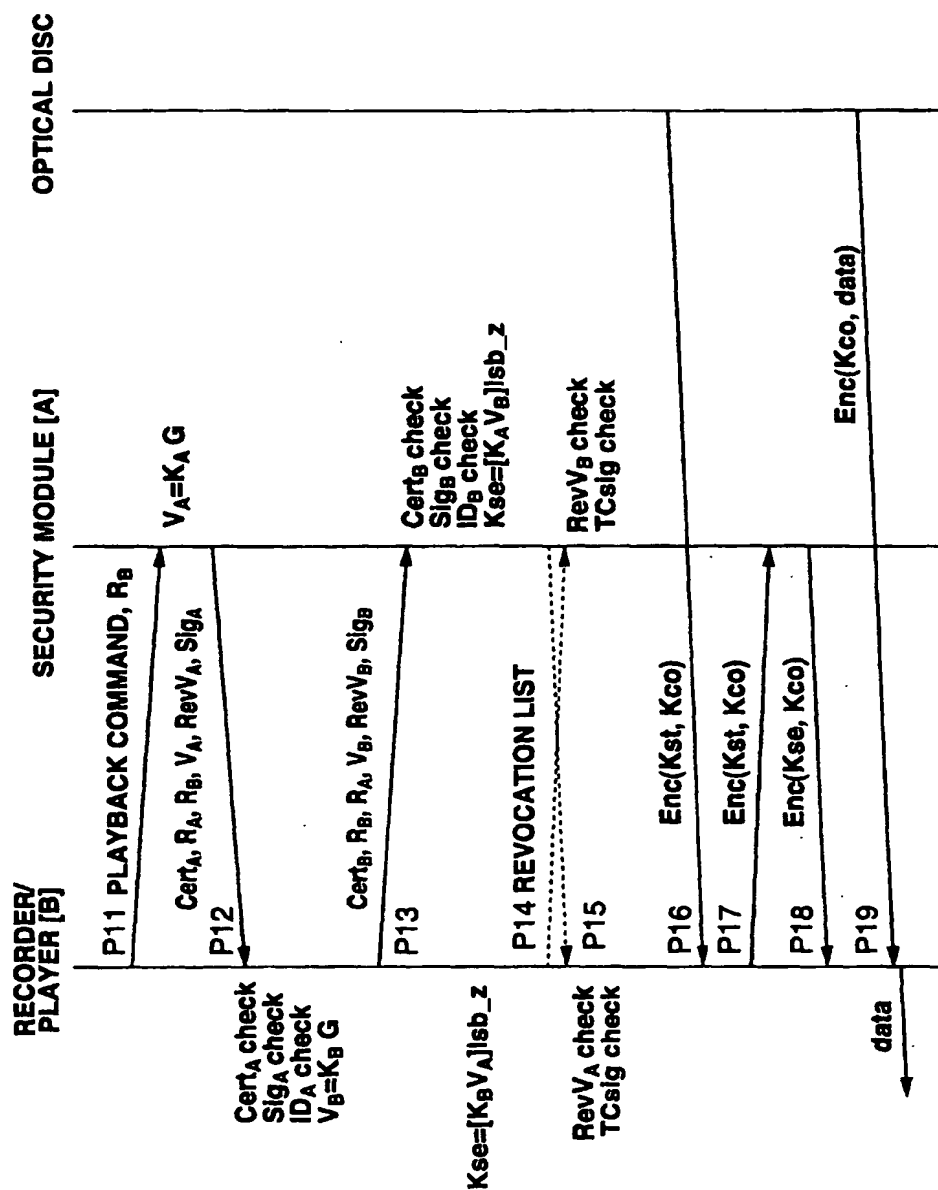 RECORDER/
PLAYER [B]
SECURITY MODULE [A]
OPTICAL DISC
P11 PLAYBACK COMMAND, R_B
V_A=K_A G
Cert_A, R_A, R_B, V_A, RevV_A, Sig_A
P12
Cert_A check
Sig_A check
ID_A check
V_B=K_B G
Cert_B, R_B, R_A, V_B, RevV_B, Sig_B
P13
Cert_B check
Sig_B check
ID_B check
Kse=[K_A V_B]lsb_z
Kse=[K_B V_A]lsb_z
P14 REVOCATION LIST
P15
RevV_A check
TCsig check
RevV_B check
TCsig check
P16
Enc(Kst, Kco)
P17
Enc(Kst, Kco)
P18
Enc(Kse, Kco)
P19
Enc(Kco, data)
data